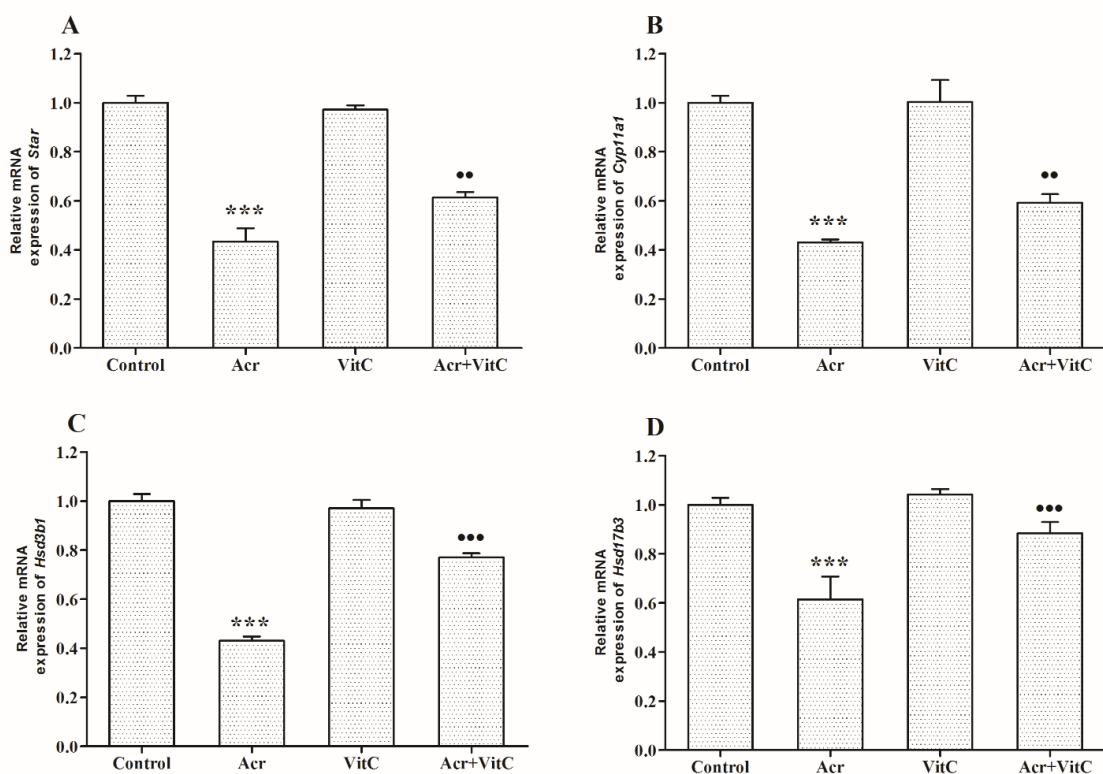 A
Relative mRNA
expression of Star
1.2
1.0
0.8
0.6
0.4
0.2
0.0
***
••
Control Acr VitC Acr+VitC
B
Relative mRNA
expression of Cyp11a1
1.2
1.0
0.8
0.6
0.4
0.2
0.0
***
••
Control Acr VitC Acr+VitC
C
Relative mRNA
expression of Hsd3b1
1.2
1.0
0.8
0.6
0.4
0.2
0.0
***
•••
Control Acr VitC Acr+VitC
D
Relative mRNA
expression of Hsd17b3
1.2
1.0
0.8
0.6
0.4
0.2
0.0
***
•••
Control Acr VitC Acr+VitC